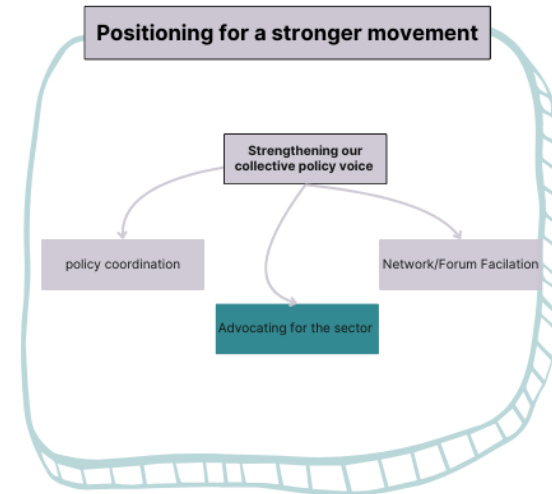 Positioning for a stronger movement
Strengthening our
collective policy voice
policy coordination
Network/Forum Facilation
Advocating for the sector